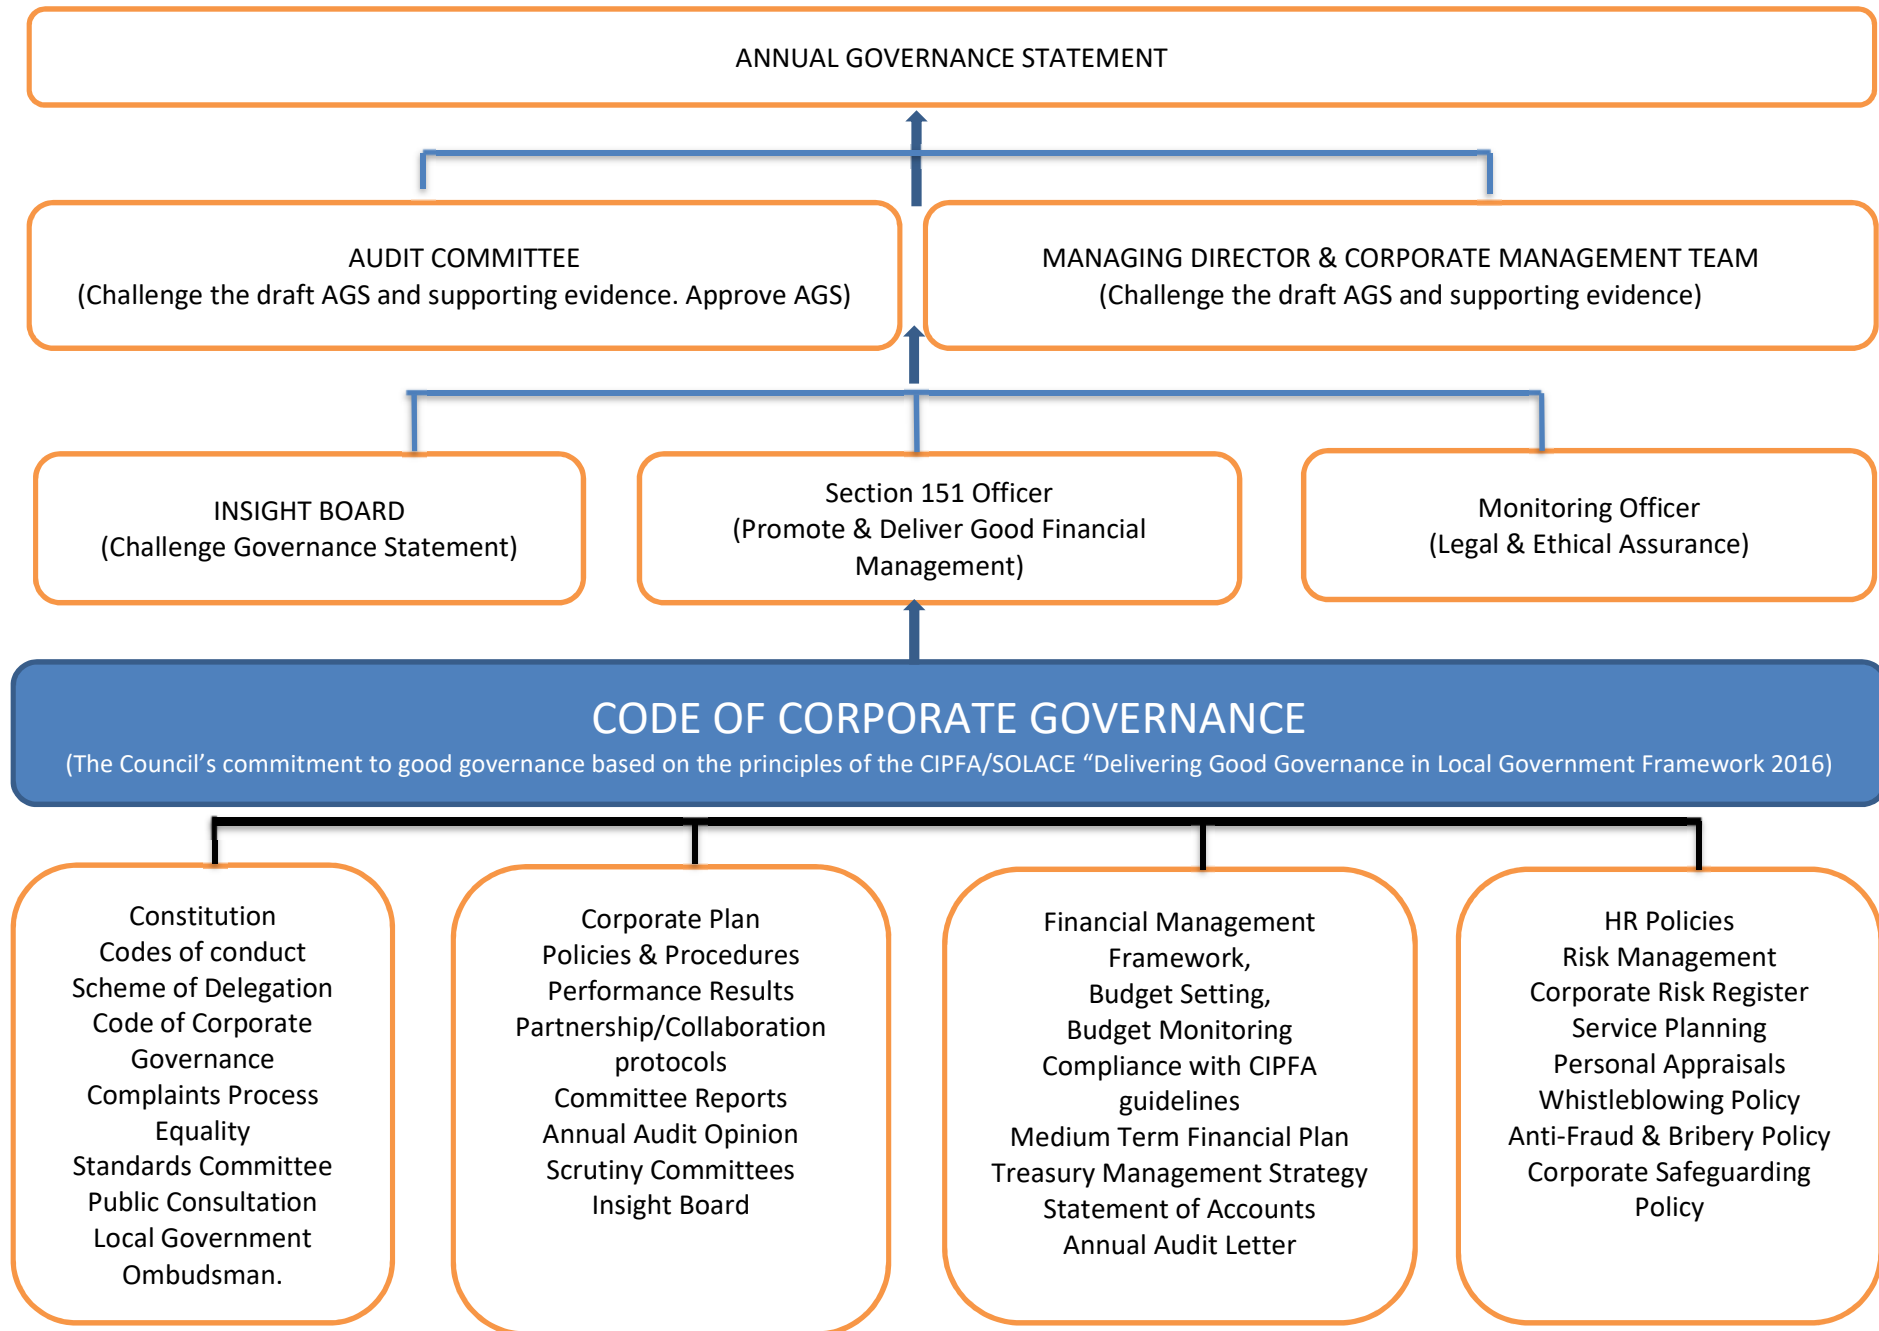 ANNUAL GOVERNANCE STATEMENT
AUDIT COMMITTEE
(Challenge the draft AGS and supporting evidence. Approve AGS)
MANAGING DIRECTOR & CORPORATE MANAGEMENT TEAM
(Challenge the draft AGS and supporting evidence)
INSIGHT BOARD
(Challenge Governance Statement)
Section 151 Officer
(Promote & Deliver Good Financial
Management)
Monitoring Officer
(Legal & Ethical Assurance)
CODE OF CORPORATE GOVERNANCE
(The Council’s commitment to good governance based on the principles of the CIPFA/SOLACE “Delivering Good Governance in Local Government Framework 2016)
Constitution
Codes of conduct
Scheme of Delegation
Code of Corporate
Governance
Complaints Process
Equality
Standards Committee
Public Consultation
Local Government
Ombudsman.
Corporate Plan
Policies & Procedures
Performance Results
Partnership/Collaboration
protocols
Committee Reports
Annual Audit Opinion
Scrutiny Committees
Insight Board
Financial Management
Framework,
Budget Setting,
Budget Monitoring
Compliance with CIPFA
guidelines
Medium Term Financial Plan
Treasury Management Strategy
Statement of Accounts
Annual Audit Letter
HR Policies
Risk Management
Corporate Risk Register
Service Planning
Personal Appraisals
Whistleblowing Policy
Anti-Fraud & Bribery Policy
Corporate Safeguarding
Policy